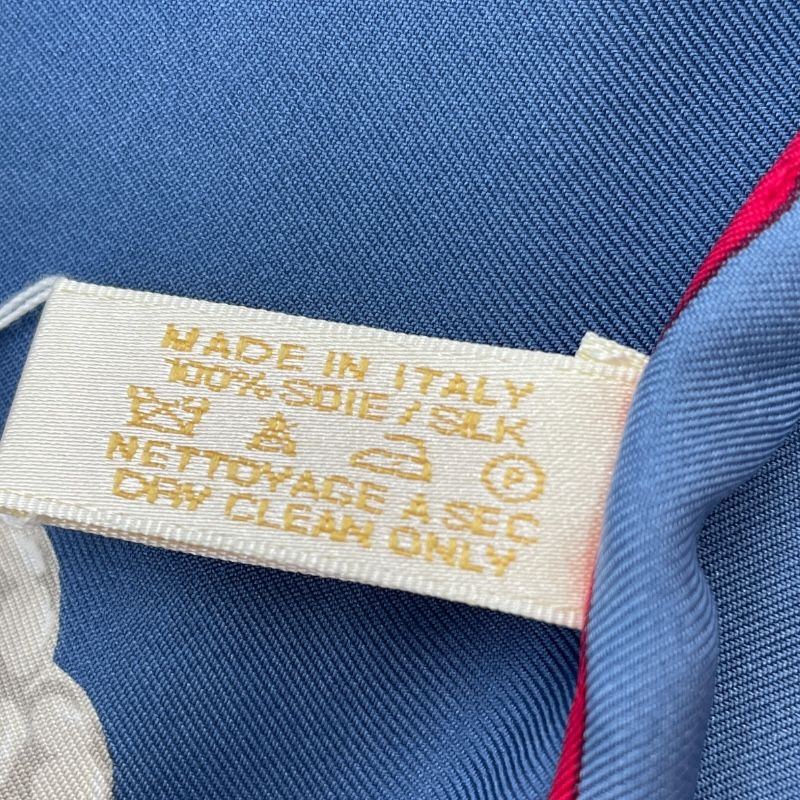 MADE IN ITALY
100% SOIE / SILK
P
NETTOYAGE A SEC
DRY CLEAN ONLY